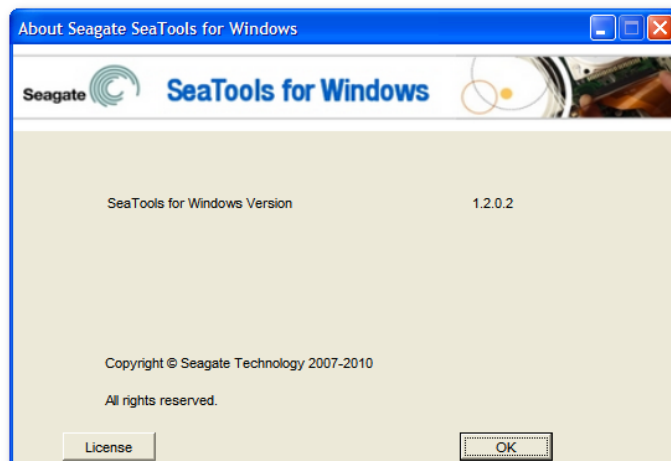 About Seagate SeaTools for Windows
Seagate SeaTools for Windows
SeaTools for Windows Version 1.2.0.2
Copyright © Seagate Technology 2007-2010
All rights reserved.
License OK